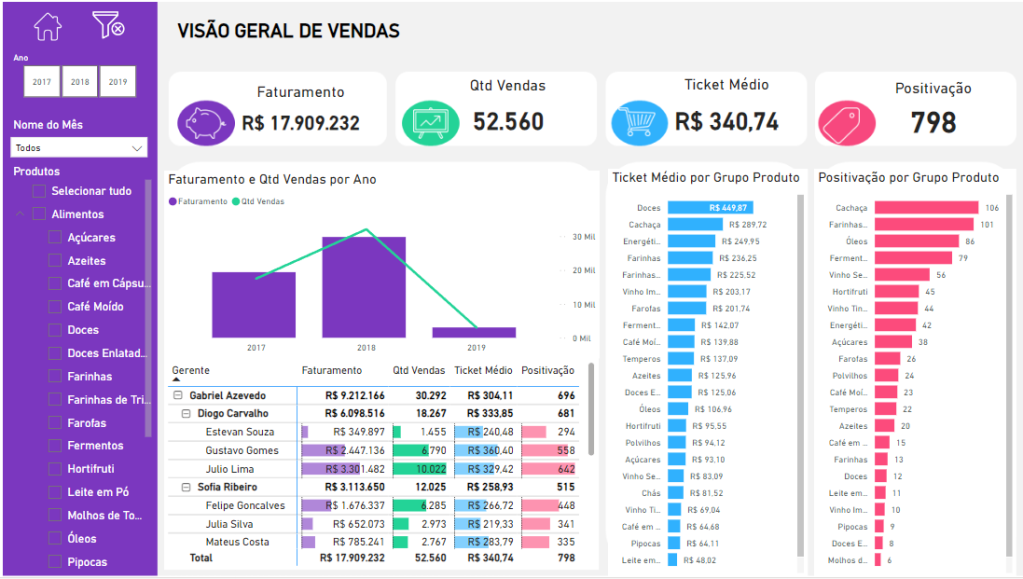 VISÃO GERAL DE VENDAS
Ano
2017 2018 2019
Nome do Mês
Todos
Produtos
Selecionar tudo
Alimentos
Açúcares
Azeites
Café em Cápsu...
Café Moído
Doces
Doces Enlatad...
Farinhas
Farinhas de Tri...
Farofas
Fermentos
Hortifruti
Leite em Pó
Molhos de To...
Óleos
Pipocas
Faturamento
R$ 17.909.232
Qtd Vendas
52.560
Ticket Médio
R$ 340,74
Positivação
798
Faturamento e Qtd Vendas por Ano
Faturamento Qtd Vendas
30 Mil
20 Mil
10 Mil
0 Mil
2017 2018 2019
Gerente Faturamento Qtd Vendas Ticket Médio Positivação
Gabriel Azevedo R$ 9.212.166 30.292 R$ 304,11 696
Diogo Carvalho R$ 6.098.516 18.267 R$ 333,85 681
Estevan Souza R$ 349.897 1.455 R$ 240,48 294
Gustavo Gomes R$ 2.447.136 6.790 R$ 360,40 558
Julio Lima R$ 3.301.482 10.022 R$ 329,42 642
Sofia Ribeiro R$ 3.113.650 12.025 R$ 258,93 515
Felipe Goncalves R$ 1.676.337 6.285 R$ 266,72 448
Julia Silva R$ 652.073 2.973 R$ 219,33 341
Mateus Costa R$ 785.241 2.767 R$ 283,79 335
Total R$ 17.909.232 52.560 R$ 340,74 798
Ticket Médio por Grupo Produto
Doces R$ 449,87
Cachaça R$ 289,72
Energéti... R$ 249,95
Farinhas R$ 236,25
Farinhas... R$ 225,52
Vinho Im... R$ 203,17
Farofas R$ 201,74
Ferment... R$ 142,07
Café Moí... R$ 139,88
Temperos R$ 137,09
Azeites R$ 125,96
Doces E... R$ 125,06
Óleos R$ 106,96
Hortifruti R$ 95,55
Polvilhos R$ 94,12
Açúcares R$ 93,10
Vinho Se... R$ 83,09
Chás R$ 81,52
Vinho Ti... R$ 69,04
Café em ... R$ 64,68
Pipocas R$ 64,11
Leite em... R$ 48,02
Positivação por Grupo Produto
Cachaça 106
Farinhas... 101
Óleos 86
Ferment... 79
Vinho Se... 56
Hortifruti 45
Vinho Tin... 44
Energéti... 42
Açúcares 38
Farofas 26
Polvilhos 24
Café Moí... 23
Temperos 22
Azeites 20
Café em ... 15
Farinhas 13
Doces 12
Leite em... 11
Vinho Im... 10
Pipocas 9
Doces E... 8
Molhos d... 6